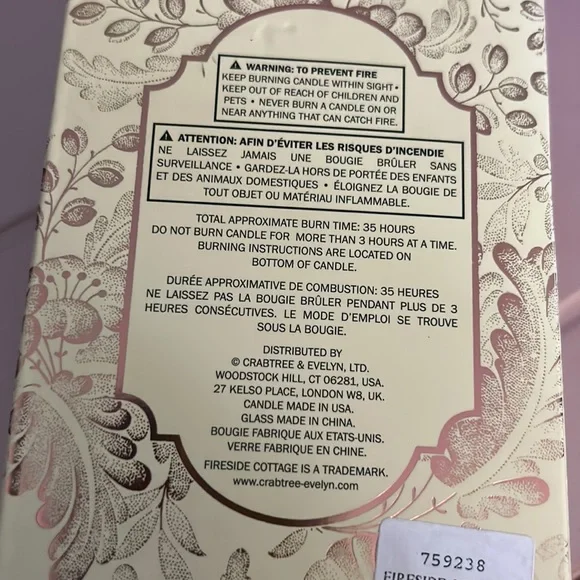 ⚠ WARNING: TO PREVENT FIRE
KEEP BURNING CANDLE WITHIN SIGHT •
KEEP OUT OF REACH OF CHILDREN AND
PETS • NEVER BURN A CANDLE ON OR
NEAR ANYTHING THAT CAN CATCH FIRE.
⚠ ATTENTION: AFIN D'ÉVITER LES RISQUES D'INCENDIE
NE LAISSEZ JAMAIS UNE BOUGIE BRÛLER SANS
SURVEILLANCE • GARDEZ-LA HORS DE PORTÉE DES ENFANTS
ET DES ANIMAUX DOMESTIQUES • ÉLOIGNEZ LA BOUGIE DE
TOUT OBJET OU MATÉRIAU INFLAMMABLE.
TOTAL APPROXIMATE BURN TIME: 35 HOURS
DO NOT BURN CANDLE FOR MORE THAN 3 HOURS AT A TIME.
BURNING INSTRUCTIONS ARE LOCATED ON
BOTTOM OF CANDLE.
DURÉE APPROXIMATIVE DE COMBUSTION: 35 HEURES
NE LAISSEZ PAS LA BOUGIE BRÛLER PENDANT PLUS DE 3
HEURES CONSÉCUTIVES. LE MODE D'EMPLOI SE TROUVE
SOUS LA BOUGIE.
DISTRIBUTED BY
© CRABTREE & EVELYN, LTD.
WOODSTOCK HILL, CT 06281, USA.
27 KELSO PLACE, LONDON W8, UK.
CANDLE MADE IN USA.
GLASS MADE IN CHINA.
BOUGIE FABRIQUE AUX ETATS-UNIS.
VERRE FABRIQUE EN CHINE.
FIRESIDE COTTAGE IS A TRADEMARK.
www.crabtree-evelyn.com
759238